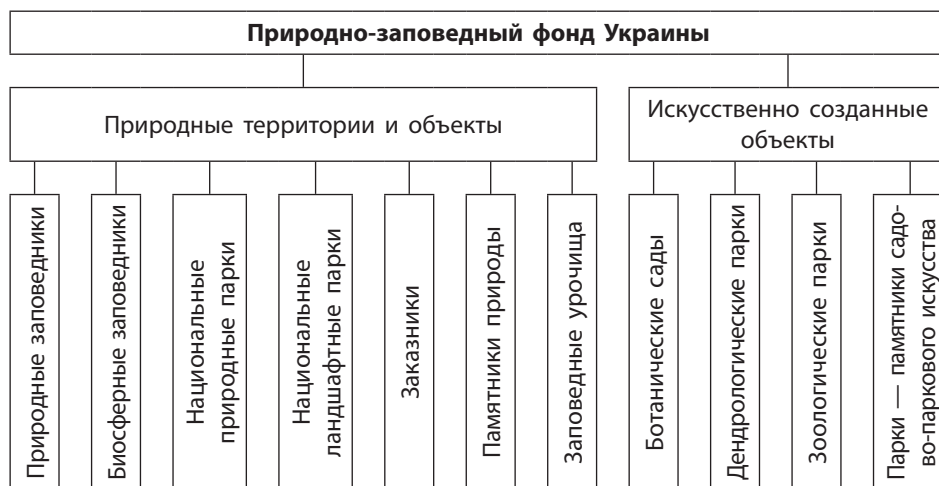 Природно-заповедный фонд Украины
Природные территории и объекты
Искусственно созданные
объекты
Природные заповедники
Биосферные заповедники
Национальные
природные парки
Национальные
ландшафтные парки
Заказники
Памятники природы
Заповедные урочища
Ботанические сады
Дендрологические парки
Зоологические парки
Парки — памятники садо-
во-паркового искусства